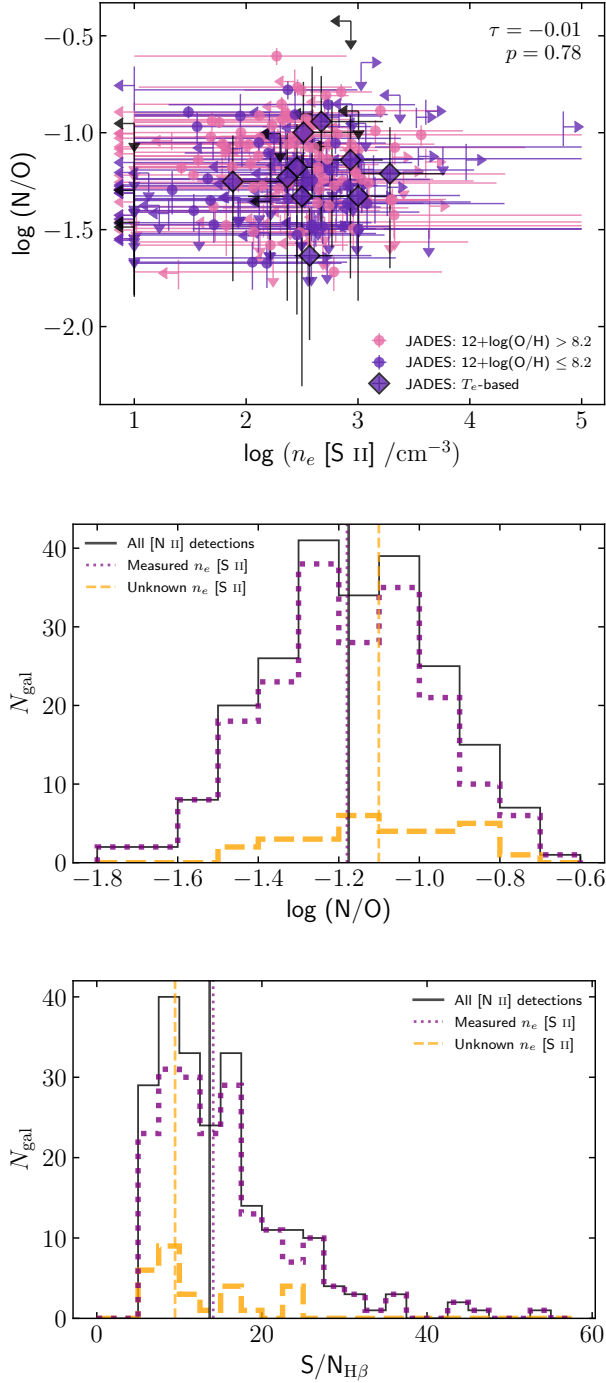 τ = −0.01
p = 0.78
−0.5
−1.0
−1.5
−2.0
log (N/O)
JADES: 12+log(O/H) > 8.2
JADES: 12+log(O/H) ≤ 8.2
JADES: Tₑ-based
1 2 3 4 5
log (nₑ [S II] /cm⁻³)
40
30
20
10
0
N_gal
All [N II] detections
Measured nₑ [S II]
Unknown nₑ [S II]
−1.8 −1.6 −1.4 −1.2 −1.0 −0.8 −0.6
log (N/O)
40
30
20
10
0
N_gal
All [N II] detections
Measured nₑ [S II]
Unknown nₑ [S II]
0 20 40 60
S/N_Hβ